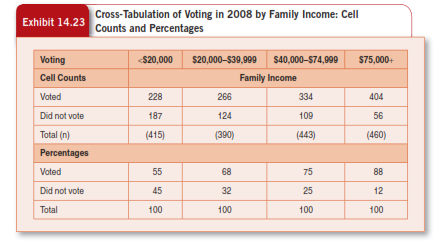 Exhibit 14.23
Cross-Tabulation of Voting in 2008 by Family Income: Cell
Counts and Percentages
Voting <$20,000 $20,000–$39,999 $40,000–$74,999 $75,000+
Cell Counts Family Income
Voted 228 266 334 404
Did not vote 187 124 109 56
Total (n) (415) (390) (443) (460)
Percentages
Voted 55 68 75 88
Did not vote 45 32 25 12
Total 100 100 100 100